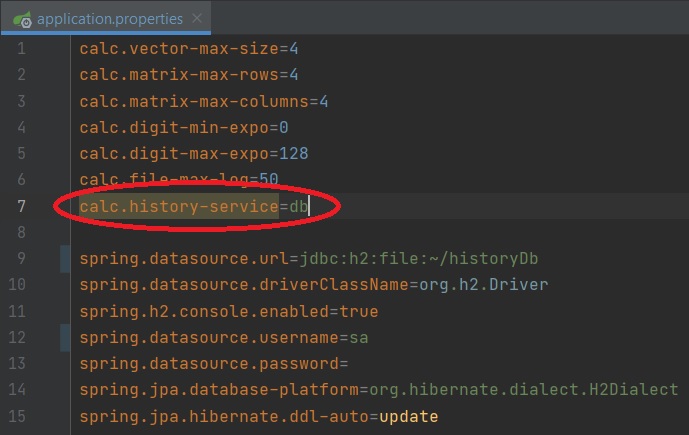 application.properties
1 calc.vector-max-size=4
2 calc.matrix-max-rows=4
3 calc.matrix-max-columns=4
4 calc.digit-min-expo=0
5 calc.digit-max-expo=128
6 calc.file-max-log=50
7 calc.history-service=db
8
9 spring.datasource.url=jdbc:h2:file:~/historyDb
10 spring.datasource.driverClassName=org.h2.Driver
11 spring.h2.console.enabled=true
12 spring.datasource.username=sa
13 spring.datasource.password=
14 spring.jpa.database-platform=org.hibernate.dialect.H2Dialect
15 spring.jpa.hibernate.ddl-auto=update